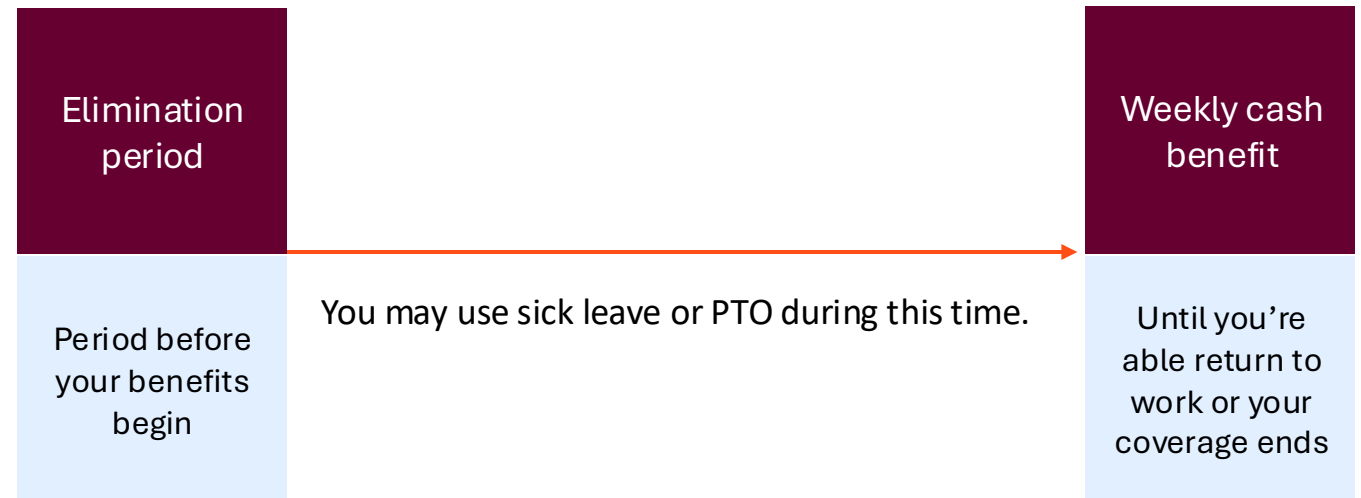 Elimination
period
Weekly cash
benefit
Period before
your benefits
begin
You may use sick leave or PTO during this time.
Until you’re
able return to
work or your
coverage ends